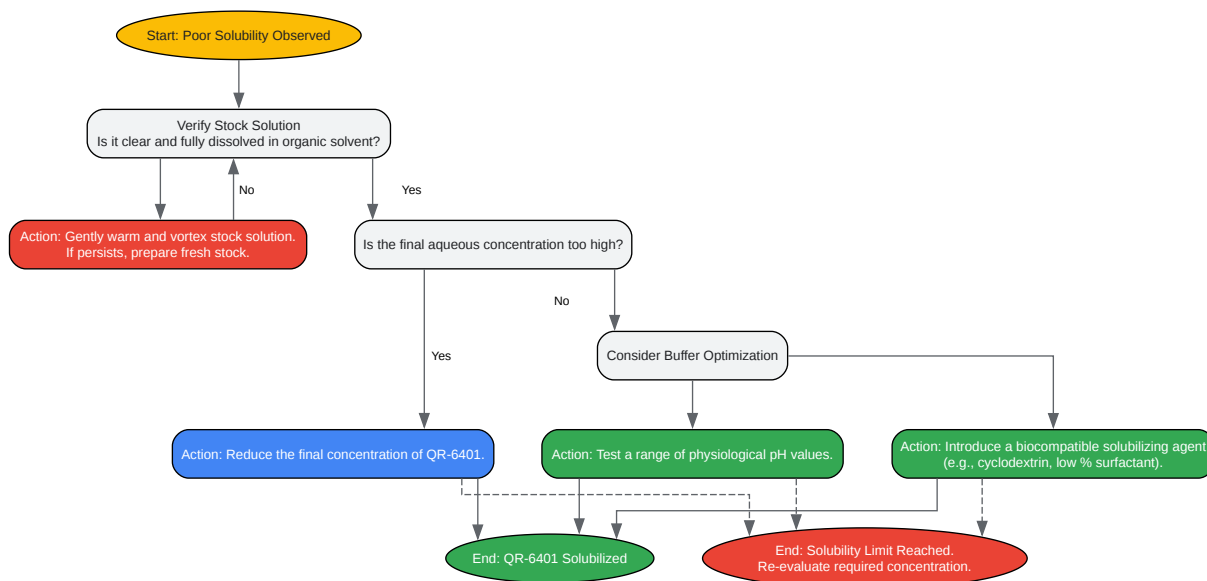 Start: Poor Solubility Observed
Verify Stock Solution
Is it clear and fully dissolved in organic solvent?
No
Yes
Action: Gently warm and vortex stock solution.
If persists, prepare fresh stock.
Is the final aqueous concentration too high?
No
Yes
Consider Buffer Optimization
Action: Reduce the final concentration of QR-6401.
Action: Test a range of physiological pH values.
Action: Introduce a biocompatible solubilizing agent
(e.g., cyclodextrin, low % surfactant).
End: QR-6401 Solubilized
End: Solubility Limit Reached.
Re-evaluate required concentration.